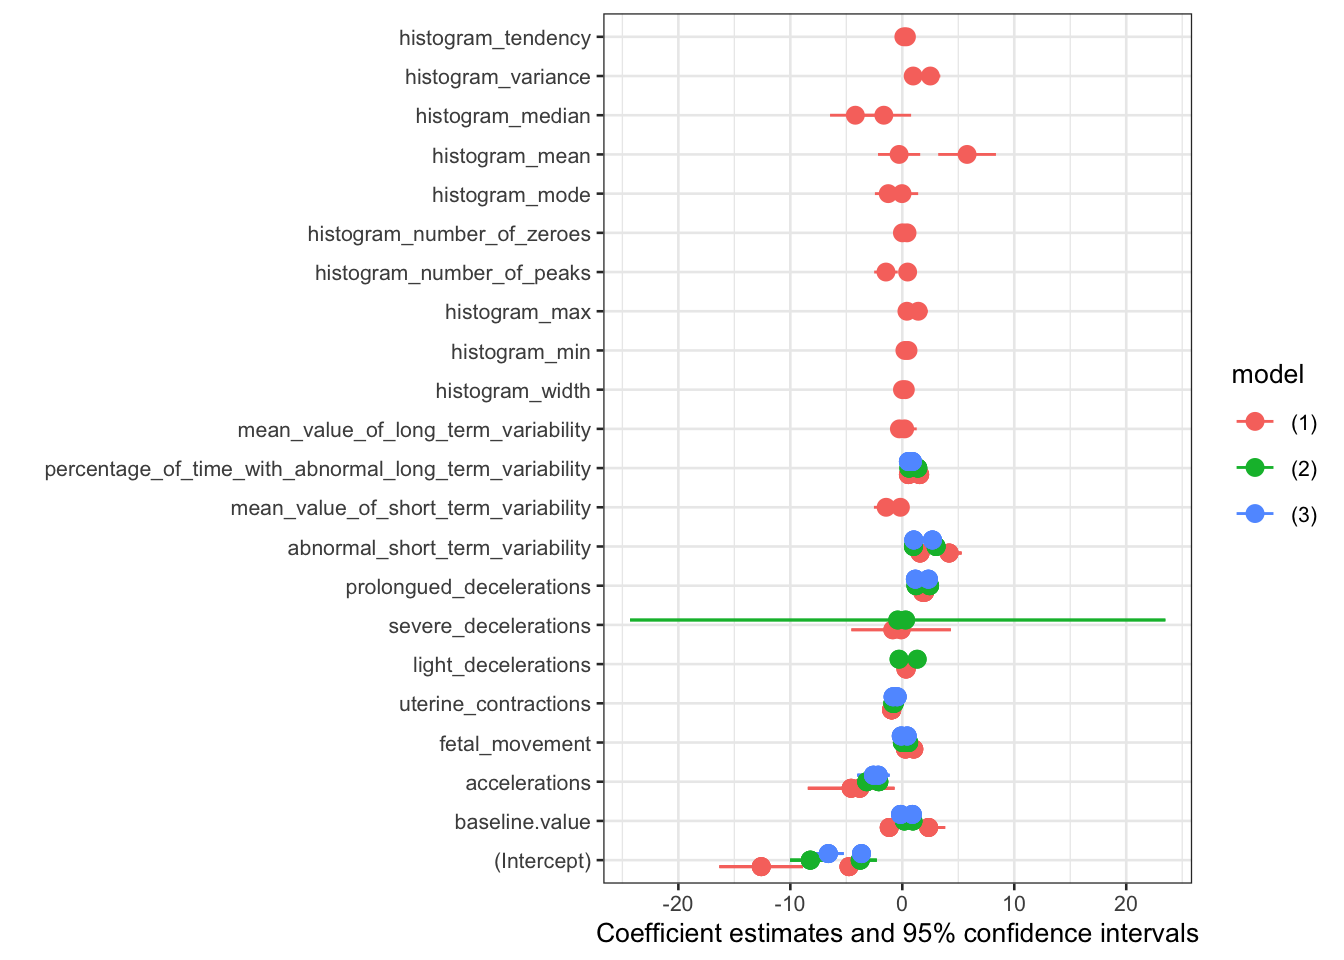 histogram_tendency
histogram_variance
histogram_median
histogram_mean
histogram_mode
histogram_number_of_zeroes
histogram_number_of_peaks
histogram_max
histogram_min
histogram_width
mean_value_of_long_term_variability
percentage_of_time_with_abnormal_long_term_variability
mean_value_of_short_term_variability
abnormal_short_term_variability
prolongued_decelerations
severe_decelerations
light_decelerations
uterine_contractions
fetal_movement
accelerations
baseline.value
(Intercept)
-20 -10 0 10 20
Coefficient estimates and 95% confidence intervals
model
(1)
(2)
(3)